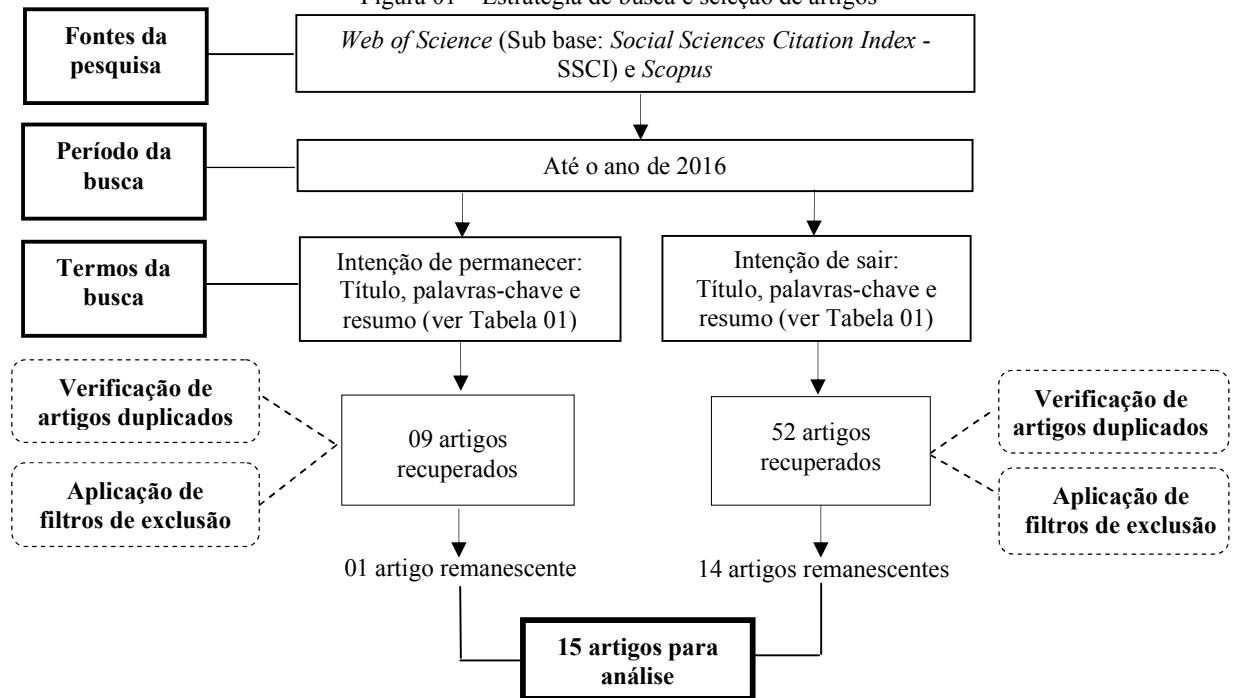 Figura 01 – Estratégia de busca e seleção de artigos
Fontes da
pesquisa
Web of Science (Sub base: Social Sciences Citation Index -
SSCI) e Scopus
Período da
busca
Até o ano de 2016
Termos da
busca
Intenção de permanecer:
Título, palavras-chave e
resumo (ver Tabela 01)
Intenção de sair:
Título, palavras-chave e
resumo (ver Tabela 01)
Verificação de
artigos duplicados
Aplicação de
filtros de exclusão
09 artigos
recuperados
52 artigos
recuperados
Verificação de
artigos duplicados
Aplicação de
filtros de exclusão
01 artigo remanescente
14 artigos remanescentes
15 artigos para
análise